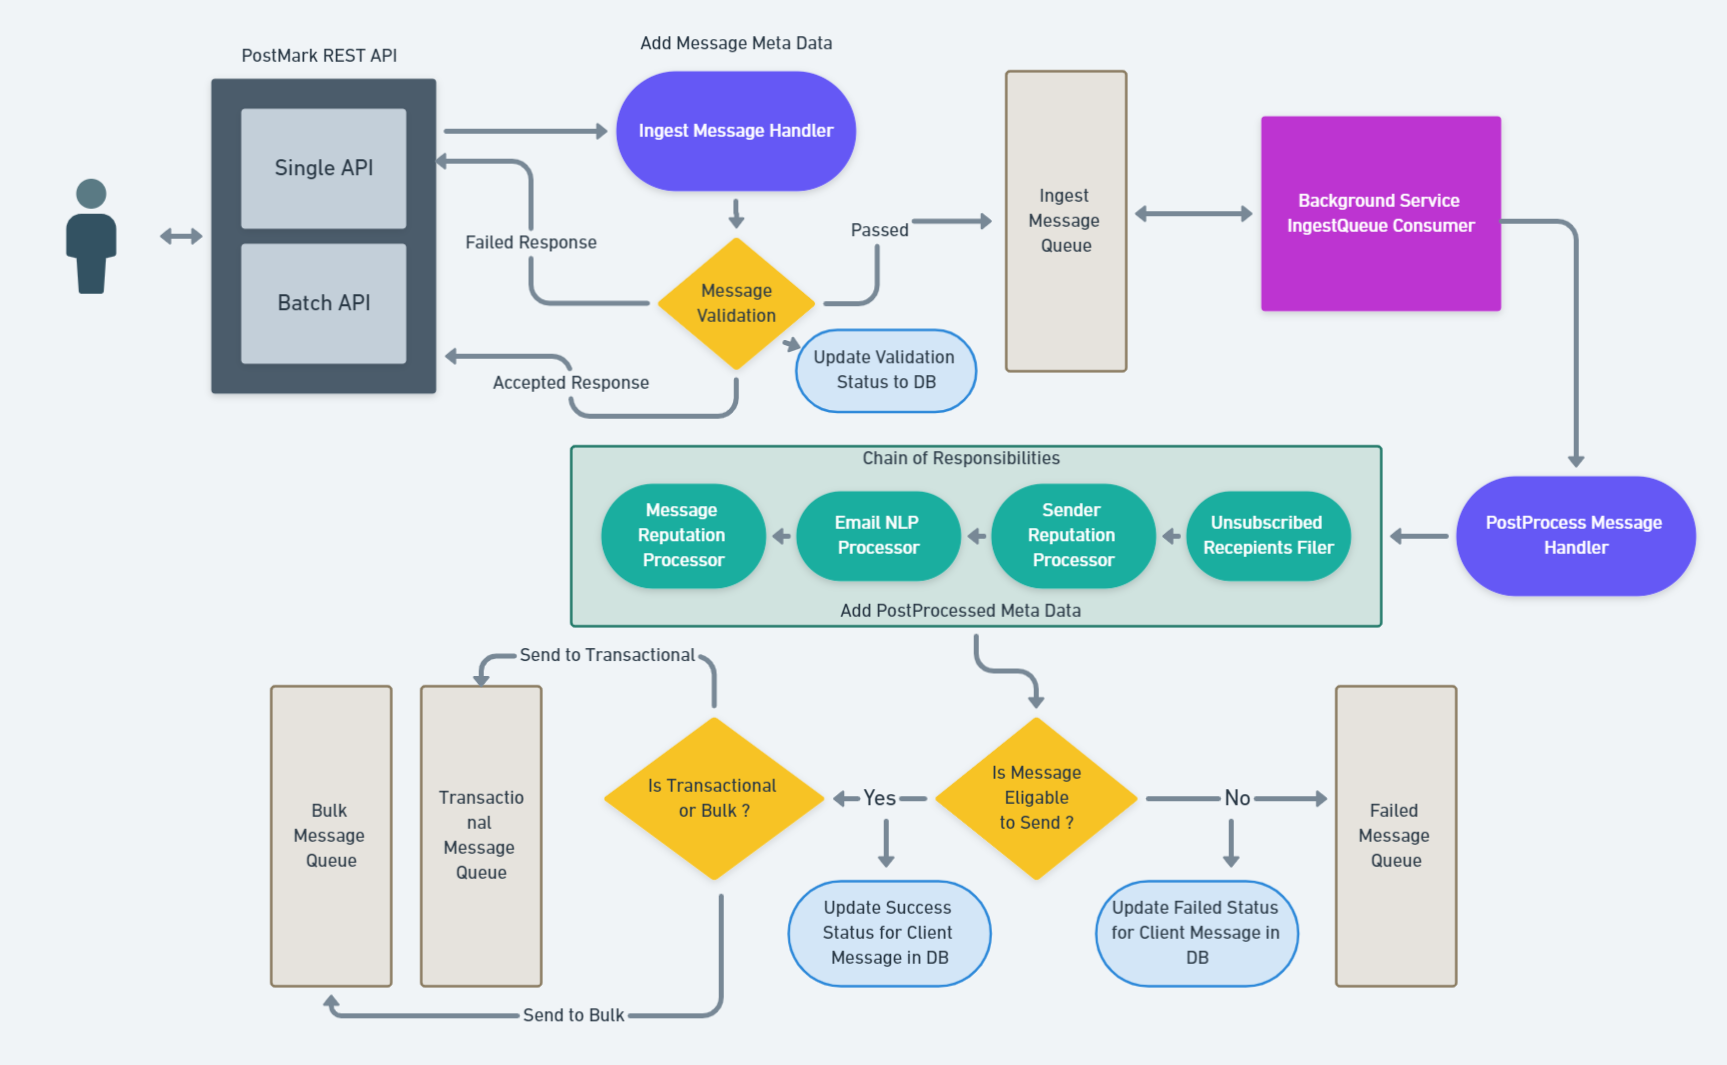 PostMark REST API
Single API
Batch API
Add Message Meta Data
Ingest Message Handler
Failed Response
Message
Validation
Passed
Accepted Response
Update Validation
Status to DB
Ingest
Message
Queue
Background Service
IngestQueue Consumer
PostProcess Message
Handler
Chain of Responsibilities
Message
Reputation
Processor
Email NLP
Processor
Sender
Reputation
Processor
Unsubscribed
Recepients Filer
Add PostProcessed Meta Data
Send to Transactional
Bulk
Message
Queue
Transactio
nal
Message
Queue
Is Transactional
or Bulk ?
Yes
Is Message
Eligable
to Send ?
No
Failed
Message
Queue
Update Success
Status for Client
Message in DB
Update Failed Status
for Client Message in
DB
Send to Bulk